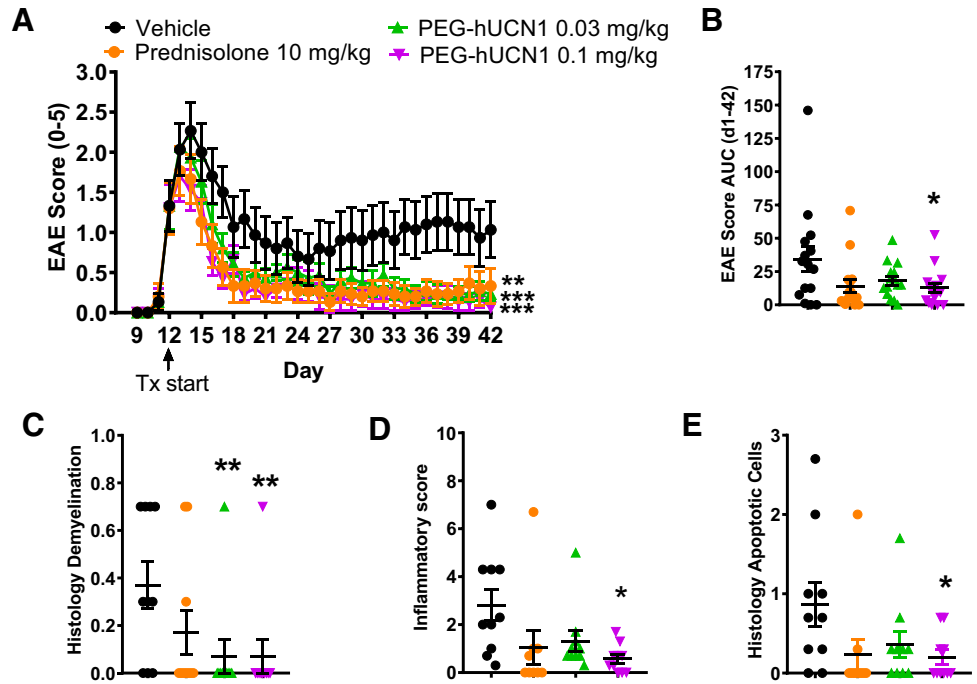 A
Vehicle
PEG-hUCN1 0.03 mg/kg
Prednisolone 10 mg/kg
PEG-hUCN1 0.1 mg/kg
EAE Score (0-5)
3.0
2.5
2.0
1.5
1.0
0.5
0.0
9 12 15 18 21 24 27 30 33 36 39 42
Day
Tx start
**
***
***
B
EAE Score AUC (d1-42)
175
150
125
100
75
50
25
0
*
C
Histology Demyelination
1.0
0.8
0.6
0.4
0.2
0.0
**
**
D
Inflammatory score
10
8
6
4
2
0
*
E
Histology Apoptotic Cells
3
2
1
0
*